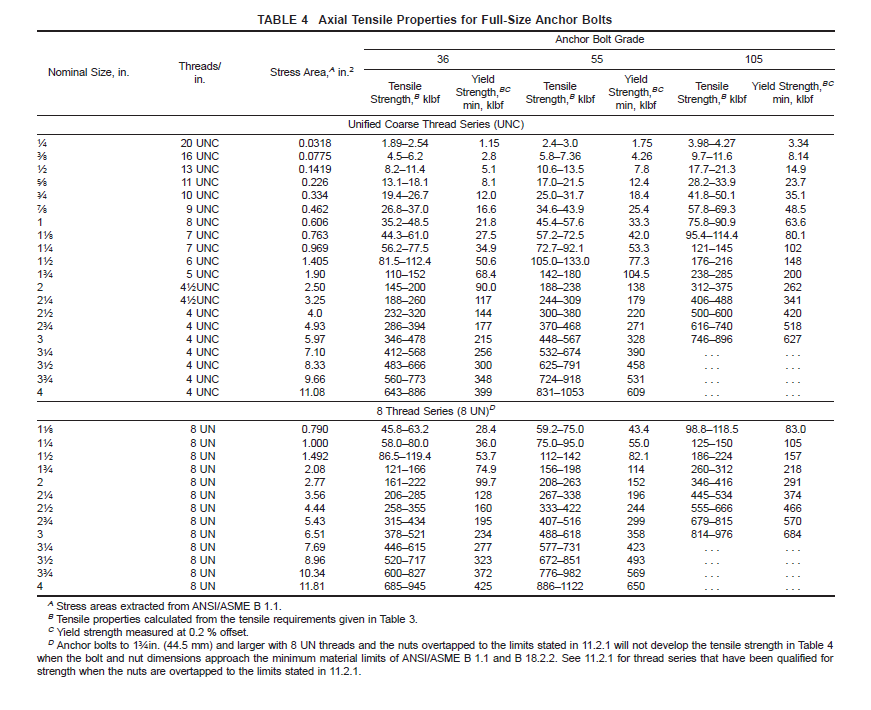 TABLE 4 Axial Tensile Properties for Full-Size Anchor Bolts
Anchor Bolt Grade
36 55 105
Nominal Size, in. Threads/ in. Stress Area,A in.2 Tensile Strength,B klbf Yield Strength,BC min, klbf Tensile Strength,B klbf Yield Strength,BC min, klbf Tensile Strength,B klbf Yield Strength,BC min, klbf
Unified Coarse Thread Series (UNC)
¼ 20 UNC 0.0318 1.89–2.54 1.15 2.4–3.0 1.75 3.98–4.27 3.34
⅜ 16 UNC 0.0775 4.5–6.2 2.8 5.8–7.36 4.26 9.7–11.6 8.14
½ 13 UNC 0.1419 8.2–11.4 5.1 10.6–13.5 7.8 17.7–21.3 14.9
⅝ 11 UNC 0.226 13.1–18.1 8.1 17.0–21.5 12.4 28.2–33.9 23.7
¾ 10 UNC 0.334 19.4–26.7 12.0 25.0–31.7 18.4 41.8–50.1 35.1
⅞ 9 UNC 0.462 26.8–37.0 16.6 34.6–43.9 25.4 57.8–69.3 48.5
1 8 UNC 0.606 35.2–48.5 21.8 45.4–57.6 33.3 75.8–90.9 63.6
1⅛ 7 UNC 0.763 44.3–61.0 27.5 57.2–72.5 42.0 95.4–114.4 80.1
1¼ 7 UNC 0.969 56.2–77.5 34.9 72.7–92.1 53.3 121–145 102
1½ 6 UNC 1.405 81.5–112.4 50.6 105.0–133.0 77.3 176–216 148
1¾ 5 UNC 1.90 110–152 68.4 142–180 104.5 238–285 200
2 4½UNC 2.50 145–200 90.0 188–238 138 312–375 262
2¼ 4½UNC 3.25 188–260 117 244–309 179 406–488 341
2½ 4 UNC 4.0 232–320 144 300–380 220 500–600 420
2¾ 4 UNC 4.93 286–394 177 370–468 271 616–740 518
3 4 UNC 5.97 346–478 215 448–567 328 746–896 627
3¼ 4 UNC 7.10 412–568 256 532–674 390 . . . . . .
3½ 4 UNC 8.33 483–666 300 625–791 458 . . . . . .
3¾ 4 UNC 9.66 560–773 348 724–918 531 . . . . . .
4 4 UNC 11.08 643–886 399 831–1053 609 . . . . . .
8 Thread Series (8 UN)D
1⅛ 8 UN 0.790 45.8–63.2 28.4 59.2–75.0 43.4 98.8–118.5 83.0
1¼ 8 UN 1.000 58.0–80.0 36.0 75.0–95.0 55.0 125–150 105
1½ 8 UN 1.492 86.5–119.4 53.7 112–142 82.1 186–224 157
1¾ 8 UN 2.08 121–166 74.9 156–198 114 260–312 218
2 8 UN 2.77 161–222 99.7 208–263 152 346–416 291
2¼ 8 UN 3.56 206–285 128 267–338 196 445–534 374
2½ 8 UN 4.44 258–355 160 333–422 244 555–666 466
2¾ 8 UN 5.43 315–434 195 407–516 299 679–815 570
3 8 UN 6.51 378–521 234 488–618 358 814–976 684
3¼ 8 UN 7.69 446–615 277 577–731 423 . . . . . .
3½ 8 UN 8.96 520–717 323 672–851 493 . . . . . .
3¾ 8 UN 10.34 600–827 372 776–982 569 . . . . . .
4 8 UN 11.81 685–945 425 886–1122 650 . . . . . .
A Stress areas extracted from ANSI/ASME B 1.1.
B Tensile properties calculated from the tensile requirements given in Table 3.
C Yield strength measured at 0.2 % offset.
D Anchor bolts to 1¾in. (44.5 mm) and larger with 8 UN threads and the nuts overtapped to the limits stated in 11.2.1 will not develop the tensile strength in Table 4
when the bolt and nut dimensions approach the minimum material limits of ANSI/ASME B 1.1 and B 18.2.2. See 11.2.1 for thread series that have been qualified for
strength when the nuts are overtapped to the limits stated in 11.2.1.